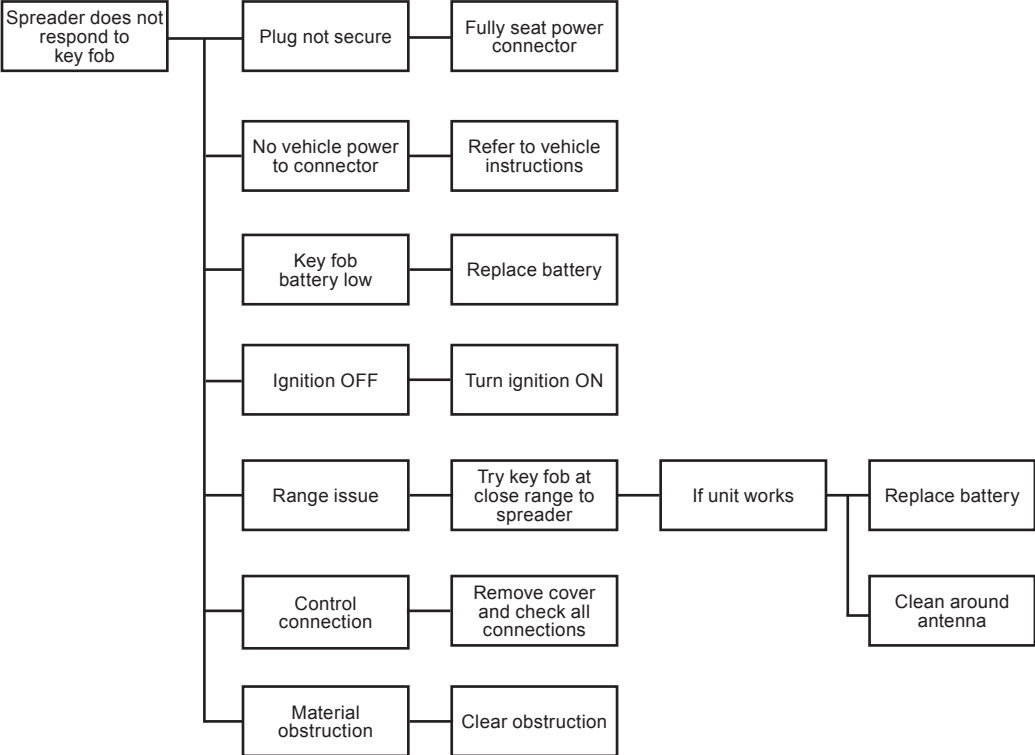 Spreader does not
respond to
key fob
Plug not secure
Fully seat power
connector
No vehicle power
to connector
Refer to vehicle
instructions
Key fob
battery low
Replace battery
Ignition OFF
Turn ignition ON
Range issue
Try key fob at
close range to
spreader
If unit works
Replace battery
Clean around
antenna
Control
connection
Remove cover
and check all
connections
Material
obstruction
Clear obstruction